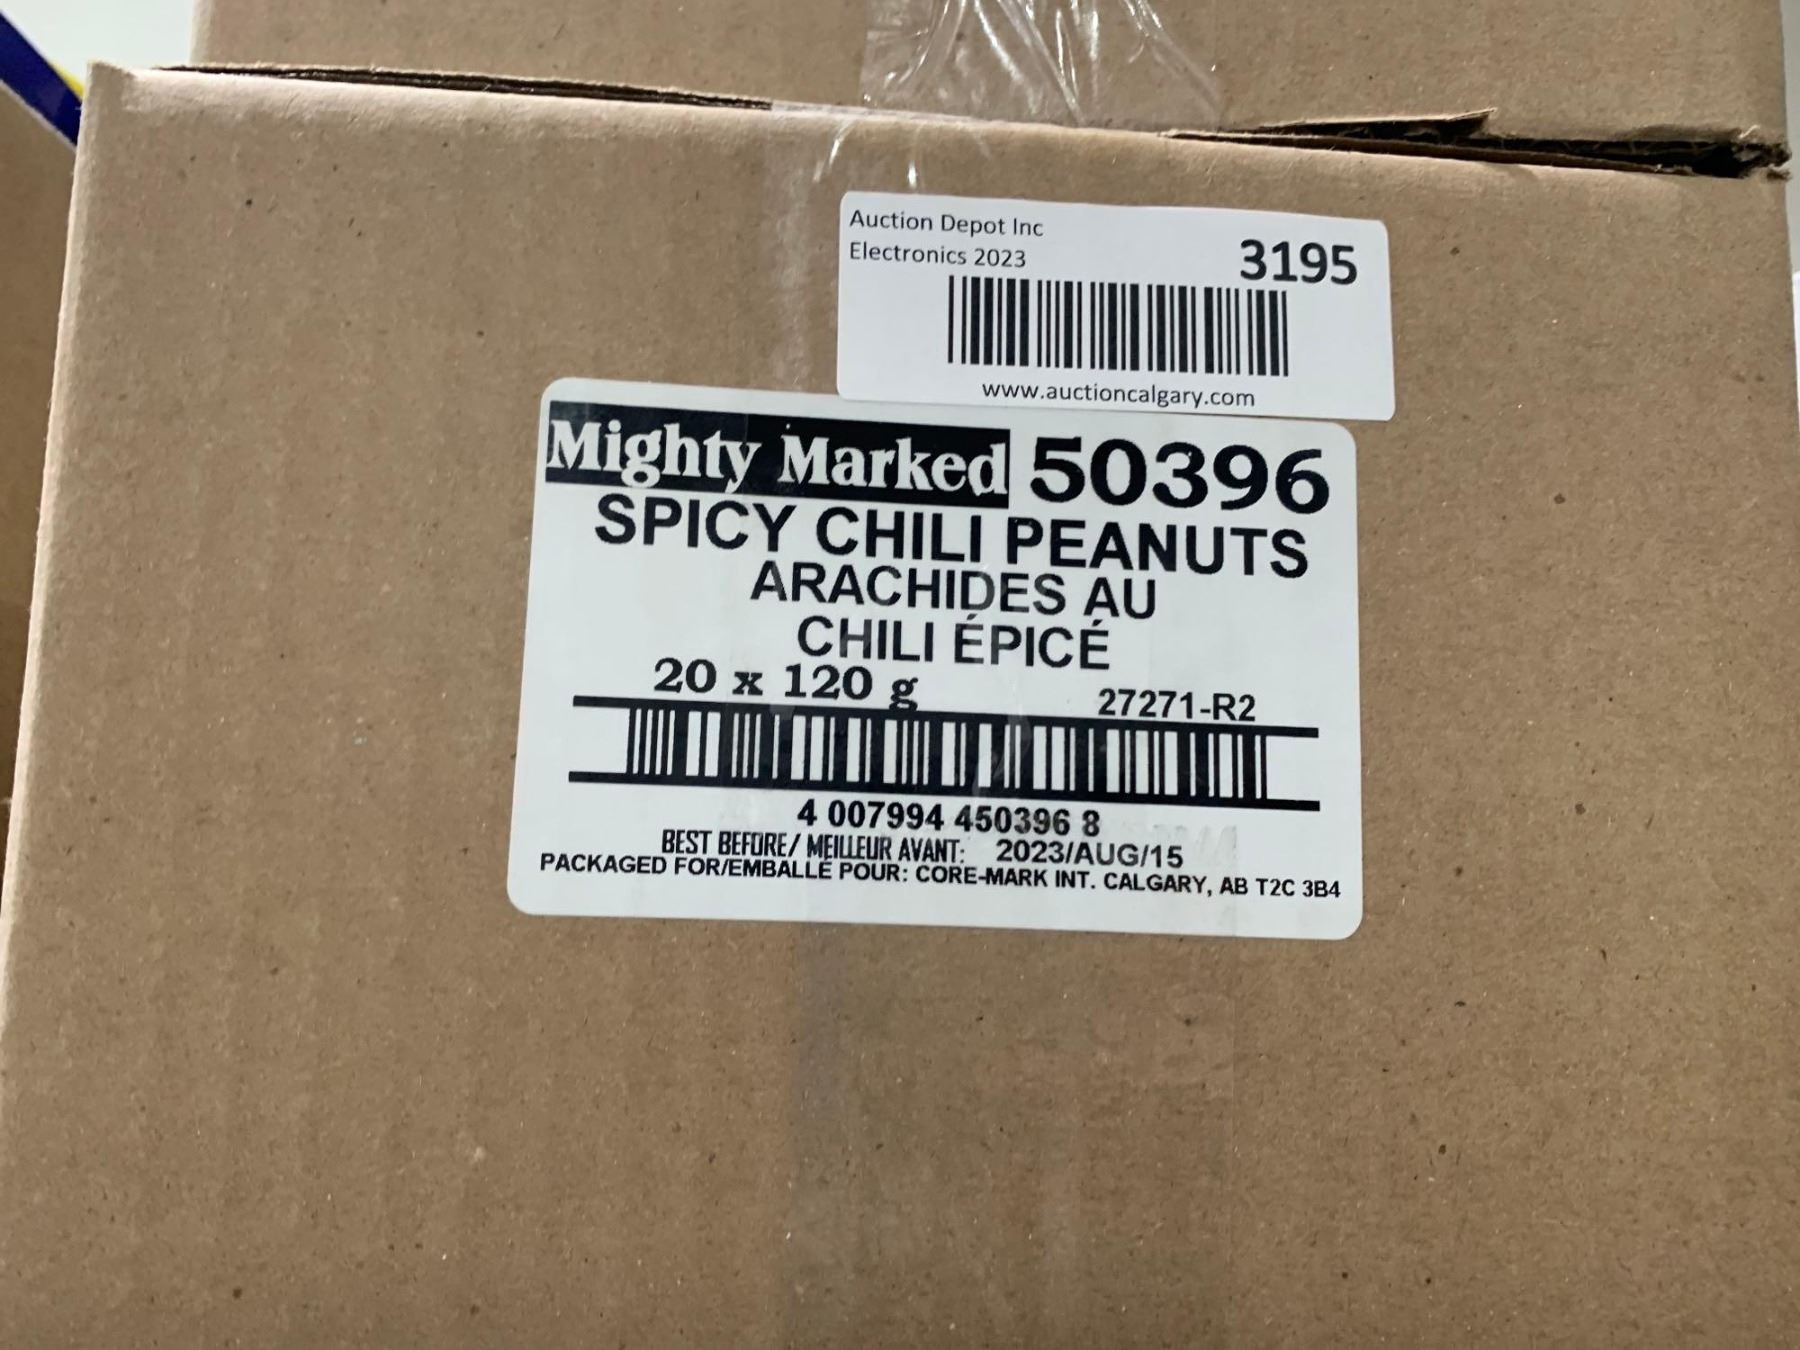 Auction Depot Inc
Electronics 2023
3195
www.auctioncalgary.com
Mighty Marked 50396
SPICY CHILI PEANUTS
ARACHIDES AU
CHILI ÉPICÉ
20 x 120 g
27271-R2
4 007994 450396 8
BEST BEFORE/ MEILLEUR AVANT: 2023/AUG/15
PACKAGED FOR/EMBALLÉ POUR: CORE-MARK INT. CALGARY, AB T2C 3B4